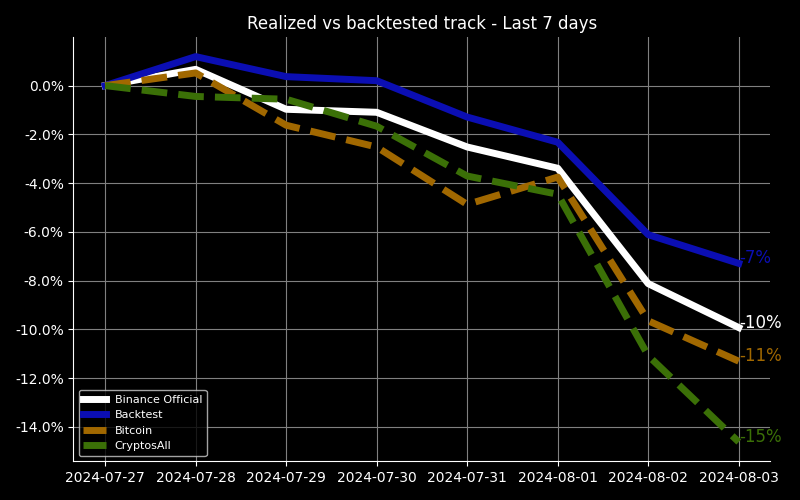 Realized vs backtested track - Last 7 days
0.0%
-2.0%
-4.0%
-6.0%
-8.0%
-10.0%
-12.0%
-14.0%
-7%
-10%
-11%
-15%
Binance Official
Backtest
Bitcoin
CryptosAll
2024-07-27 2024-07-28 2024-07-29 2024-07-30 2024-07-31 2024-08-01 2024-08-02 2024-08-03